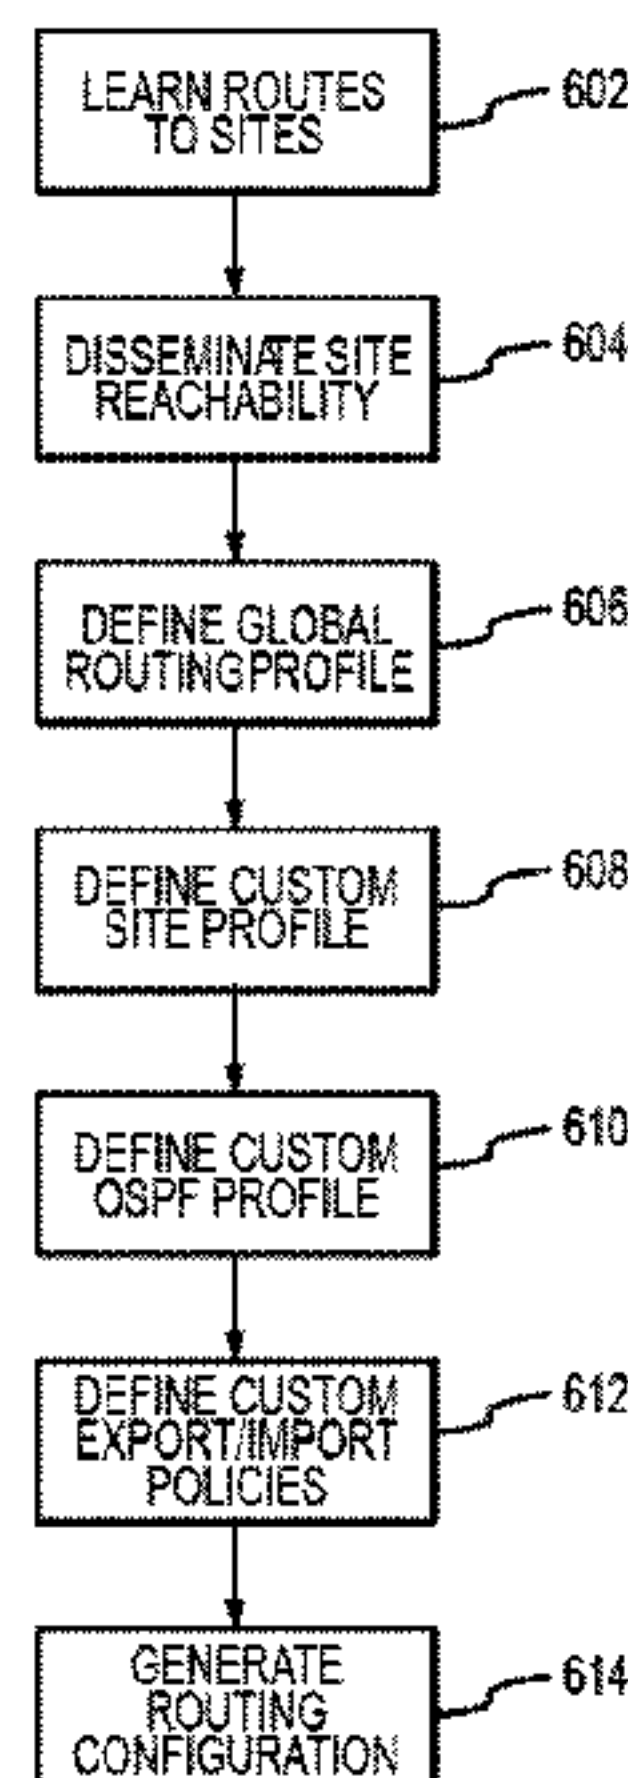 LEARN ROUTES
TO SITES
602
DISSEMINATE SITE
REACHABILITY
604
DEFINE GLOBAL
ROUTING PROFILE
606
DEFINE CUSTOM
SITE PROFILE
608
DEFINE CUSTOM
OSPF PROFILE
610
DEFINE CUSTOM
EXPORT/IMPORT
POLICIES
612
GENERATE
ROUTING
CONFIGURATION
614